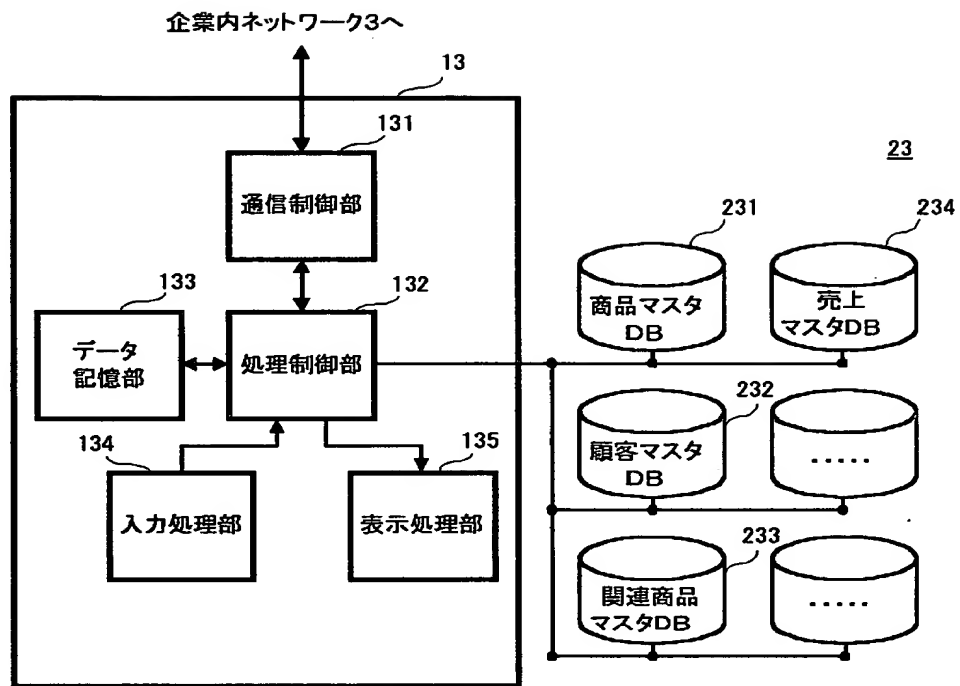 企業内ネットワーク3へ
13
131
通信制御部
23
231
234
商品マスタ
DB
売上
マスタDB
133
132
データ
記憶部
処理制御部
232
顧客マスタ
DB
.....
134
135
入力処理部
表示処理部
233
関連商品
マスタDB
.....